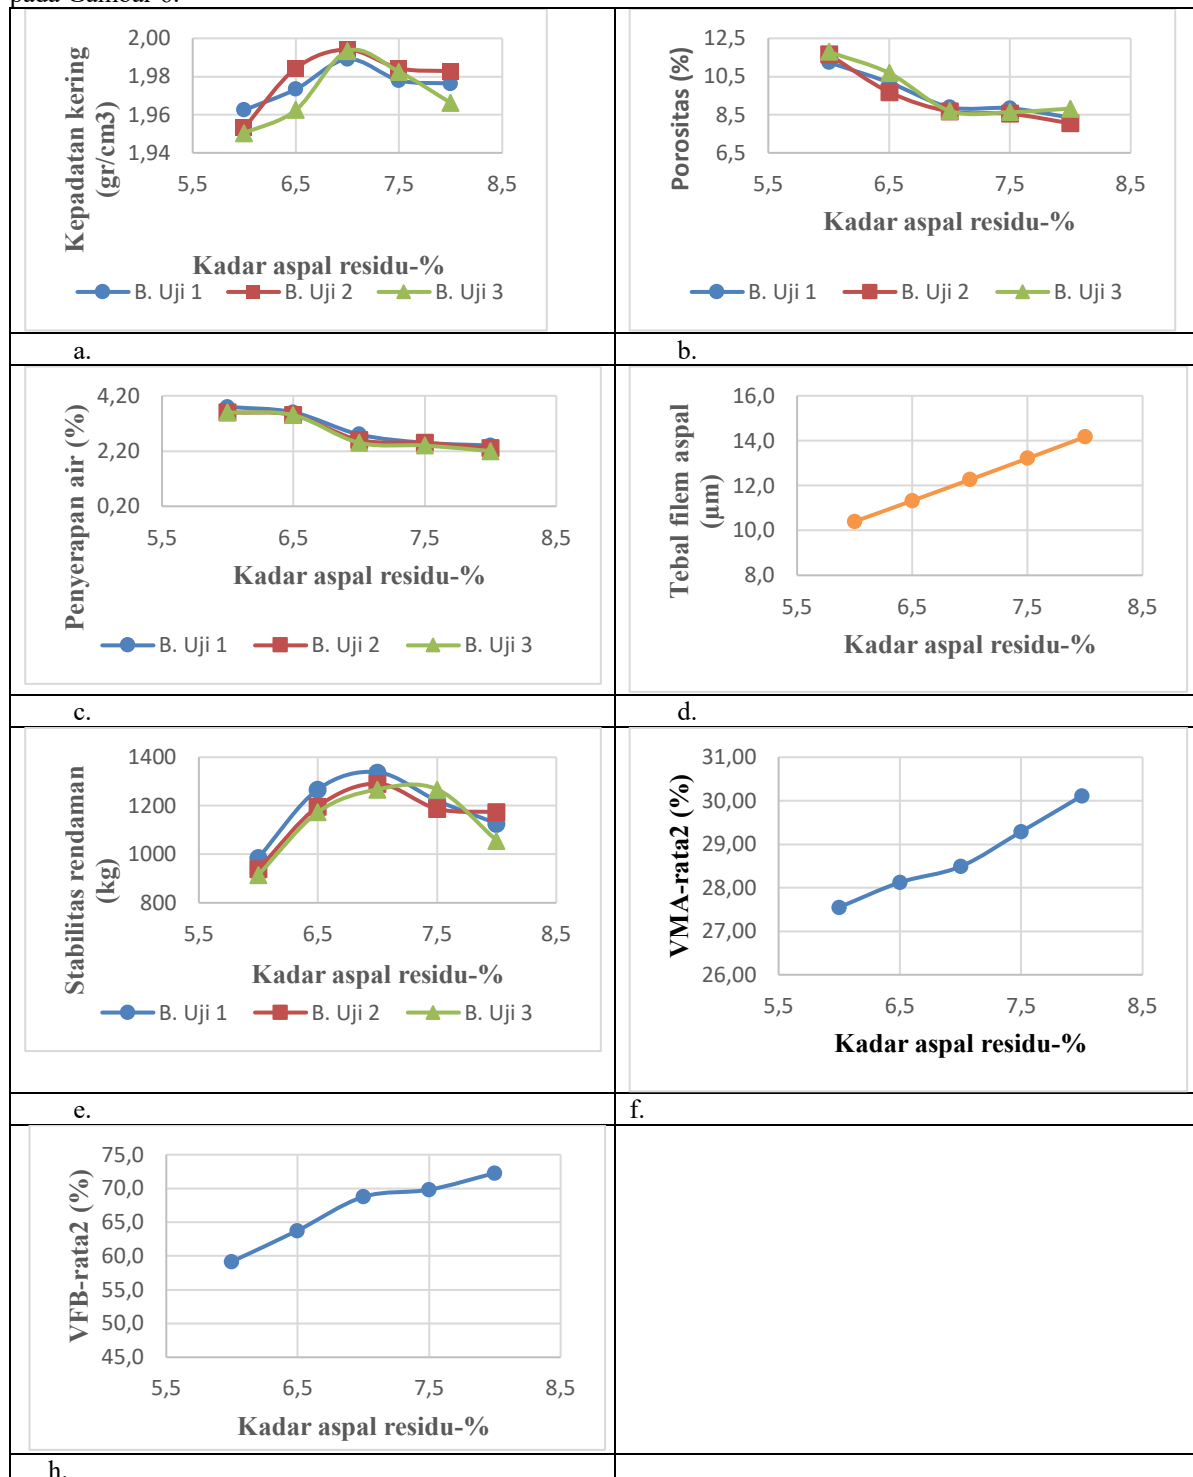 pada Gambar 6.
2,00
1,98
1,96
1,94
5,5 6,5 7,5 8,5
Kepadatan kering
(gr/cm3)
Kadar aspal residu-%
B. Uji 1 B. Uji 2 B. Uji 3
12,5
10,5
8,5
6,5
5,5 6,5 7,5 8,5
Porositas (%)
Kadar aspal residu-%
B. Uji 1 B. Uji 2 B. Uji 3
a.
b.
4,20
2,20
0,20
5,5 6,5 7,5 8,5
Penyerapan air (%)
Kadar aspal residu-%
B. Uji 1 B. Uji 2 B. Uji 3
16,0
14,0
12,0
10,0
8,0
5,5 6,5 7,5 8,5
Tebal filem aspal
(µm)
Kadar aspal residu-%
c.
d.
1400
1200
1000
800
5,5 6,5 7,5 8,5
Stabilitas rendaman
(kg)
Kadar aspal residu-%
B. Uji 1 B. Uji 2 B. Uji 3
31,00
30,00
29,00
28,00
27,00
26,00
5,5 6,5 7,5 8,5
VMA-rata2 (%)
Kadar aspal residu-%
e.
f.
75,0
70,0
65,0
60,0
55,0
50,0
45,0
5,5 6,5 7,5 8,5
VFB-rata2 (%)
Kadar aspal residu-%
h.